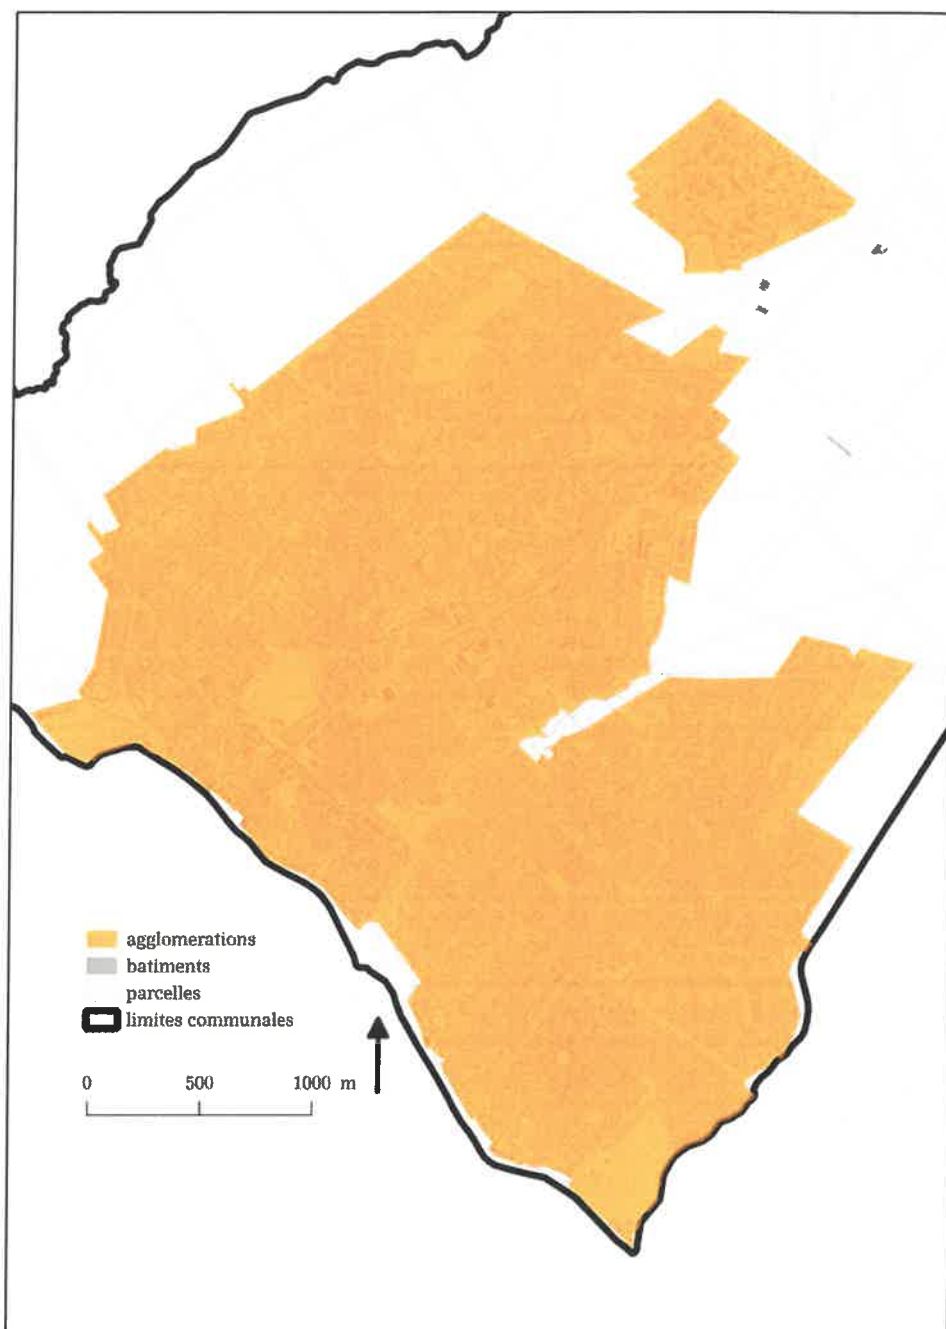 agglomerations
batiments
parcelles
limites communales
0 500 1000 m